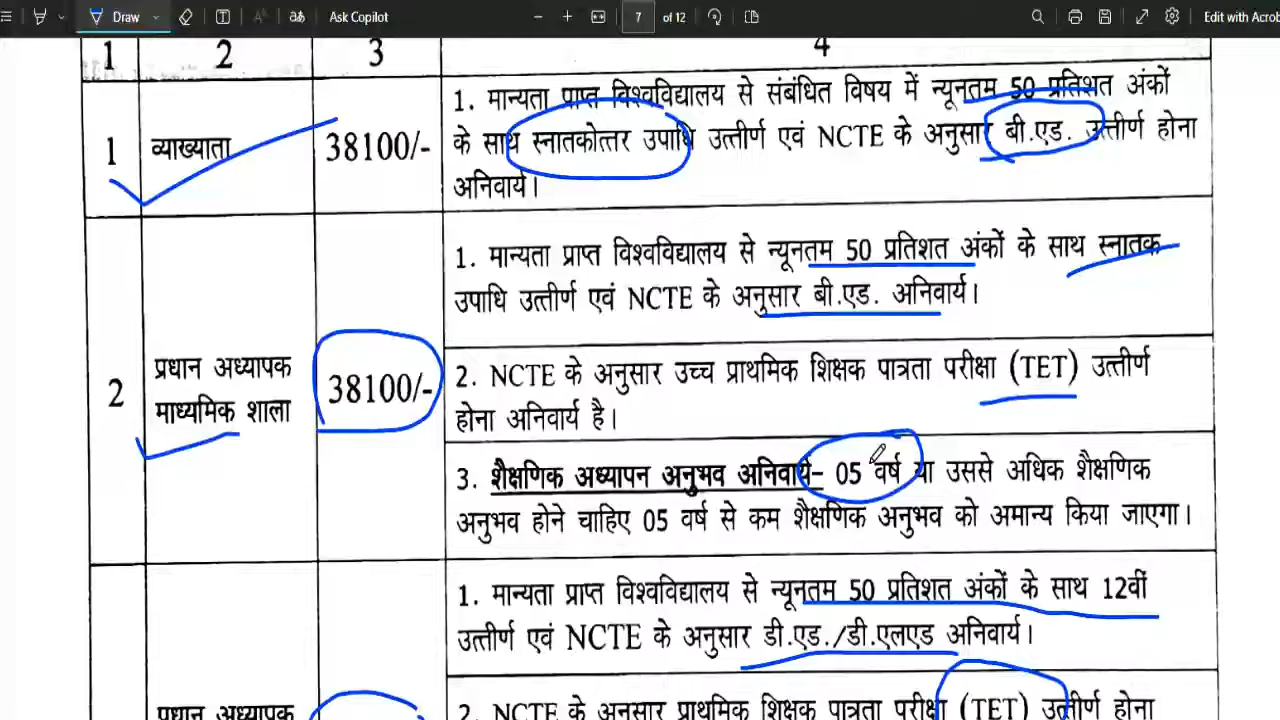 Draw
Ask Copilot
7 of 12
Edit with Acrob
1 2 3 4
1 व्याख्याता 38100/-
1. मान्यता प्राप्त विश्वविद्यालय से संबंधित विषय में न्यूनतम 50 प्रतिशत अंकों
के साथ स्नातकोत्तर उपाधि उत्तीर्ण एवं NCTE के अनुसार बी.एड. उत्तीर्ण होना
अनिवार्य।
2 प्रधान अध्यापक
माध्यमिक शाला
38100/-
1. मान्यता प्राप्त विश्वविद्यालय से न्यूनतम 50 प्रतिशत अंकों के साथ स्नातक
उपाधि उत्तीर्ण एवं NCTE के अनुसार बी.एड. अनिवार्य।
2. NCTE के अनुसार उच्च प्राथमिक शिक्षक पात्रता परीक्षा (TET) उत्तीर्ण
होना अनिवार्य है।
3. शैक्षणिक अध्यापन अनुभव अनिवार्य- 05 वर्ष या उससे अधिक शैक्षणिक
अनुभव होने चाहिए 05 वर्ष से कम शैक्षणिक अनुभव को अमान्य किया जाएगा।
1. मान्यता प्राप्त विश्वविद्यालय से न्यूनतम 50 प्रतिशत अंकों के साथ 12वीं
उत्तीर्ण एवं NCTE के अनुसार डी.एड./डी.एलएड अनिवार्य।
प्रधान अध्यापक
2. NCTE के अनुसार प्राथमिक शिक्षक पात्रता परीक्षा (TET) उत्तीर्ण होना